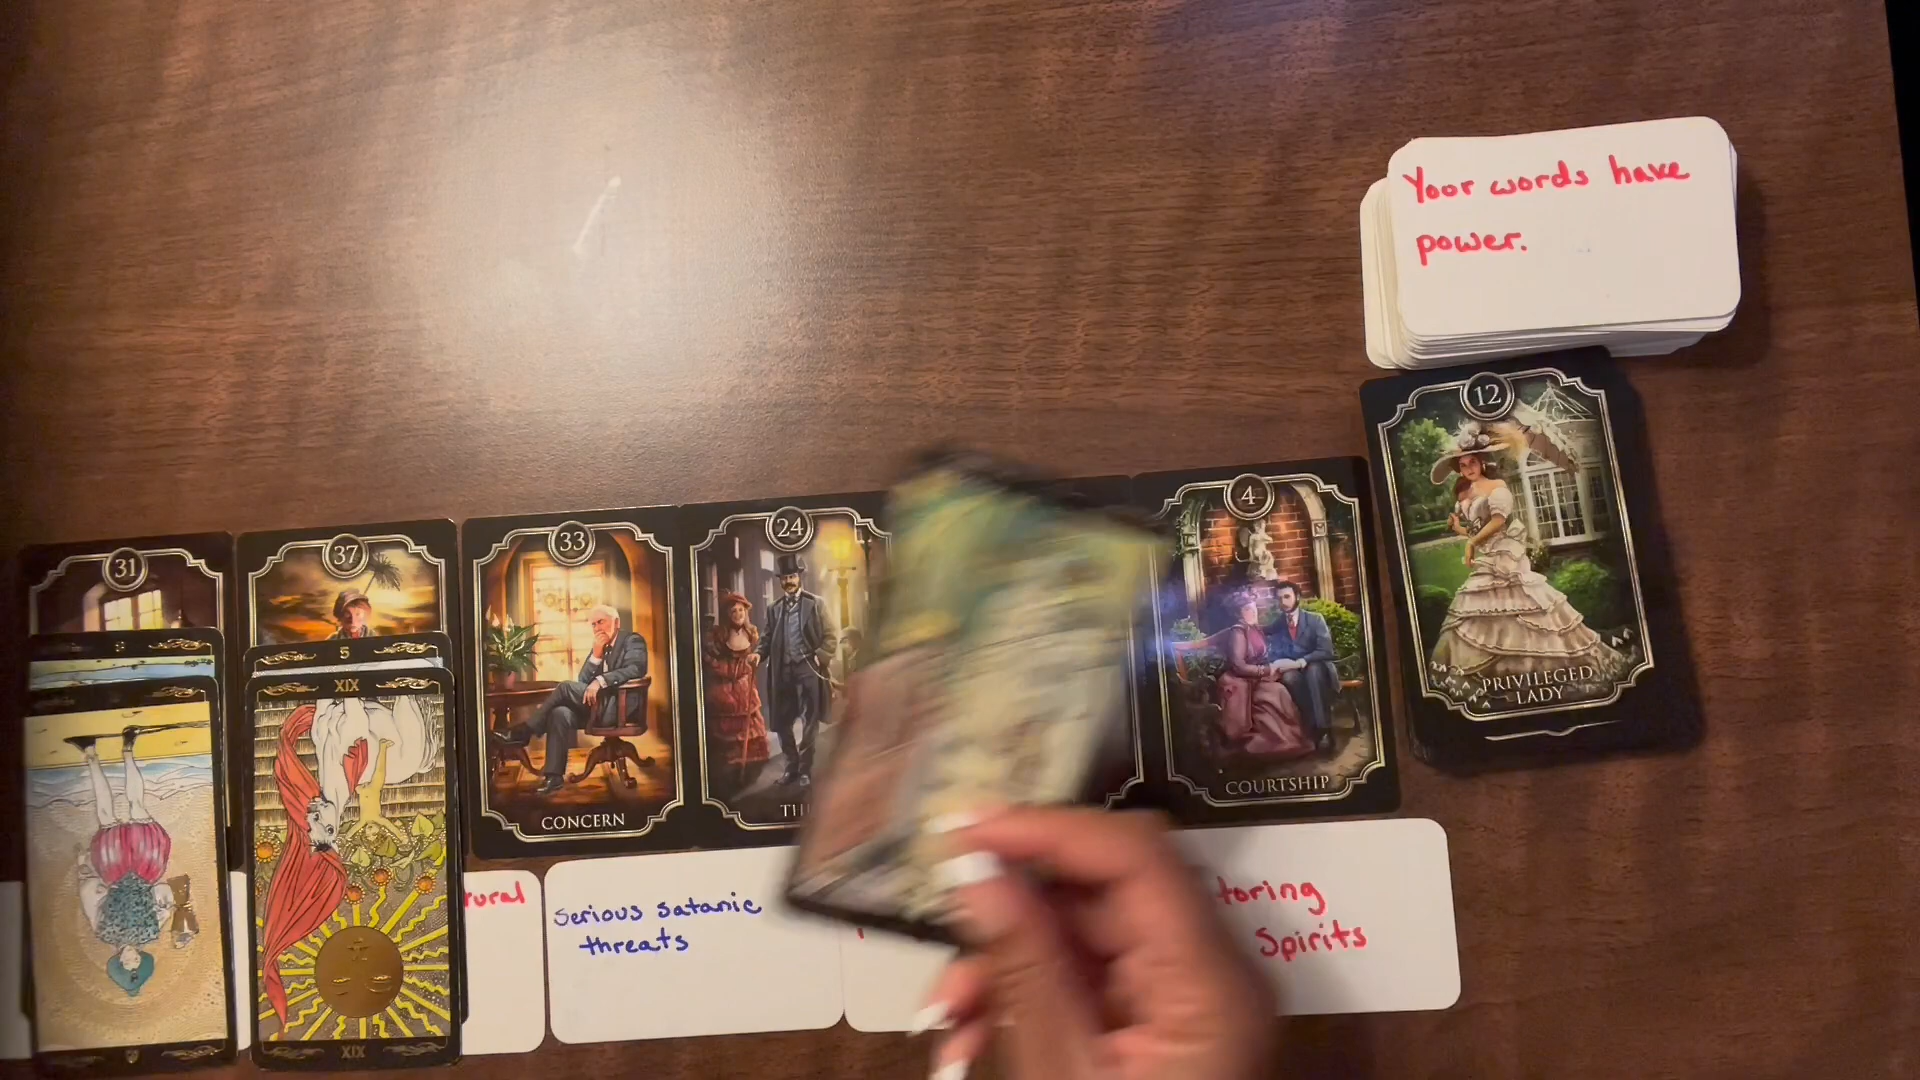 Your words have
power.
12
PRIVILEGED
LADY
4
COURTSHIP
24
33
CONCERN
37
31
5
XIX
XIX
rural
Serious satanic
threats
toring
Spirits